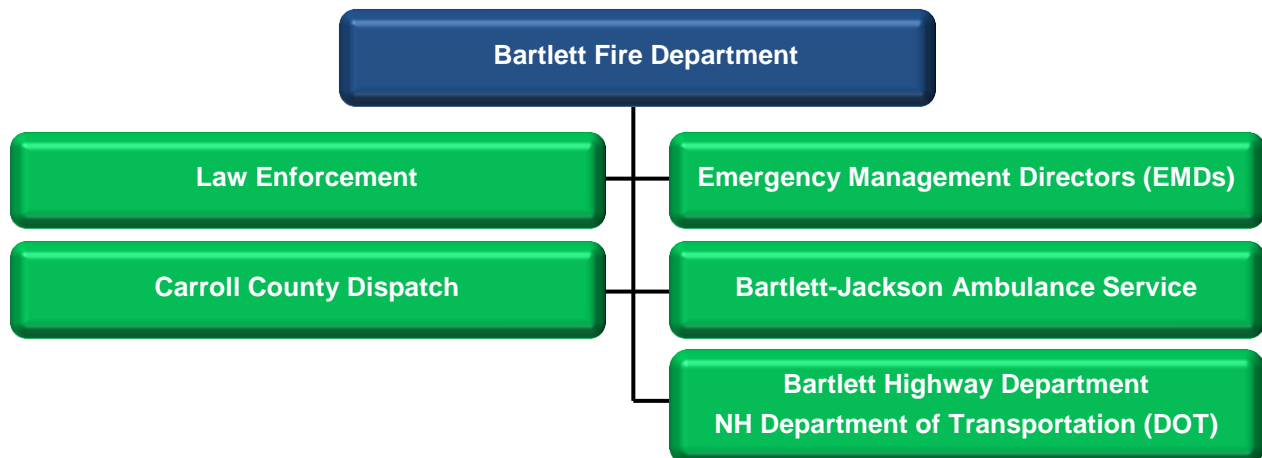 Bartlett Fire Department
Law Enforcement
Emergency Management Directors (EMDs)
Carroll County Dispatch
Bartlett-Jackson Ambulance Service
Bartlett Highway Department
NH Department of Transportation (DOT)